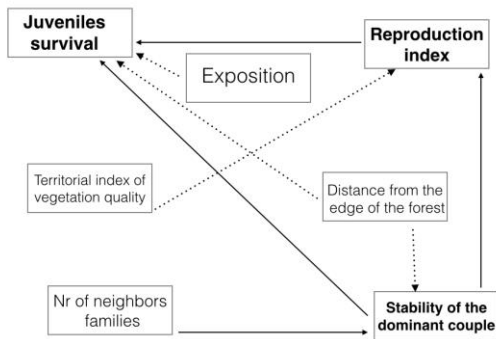 Juveniles
survival
Reproduction
index
Exposition
Territorial index of
vegetation quality
Distance from the
edge of the forest
Nr of neighbors
families
Stability of the
dominant couple